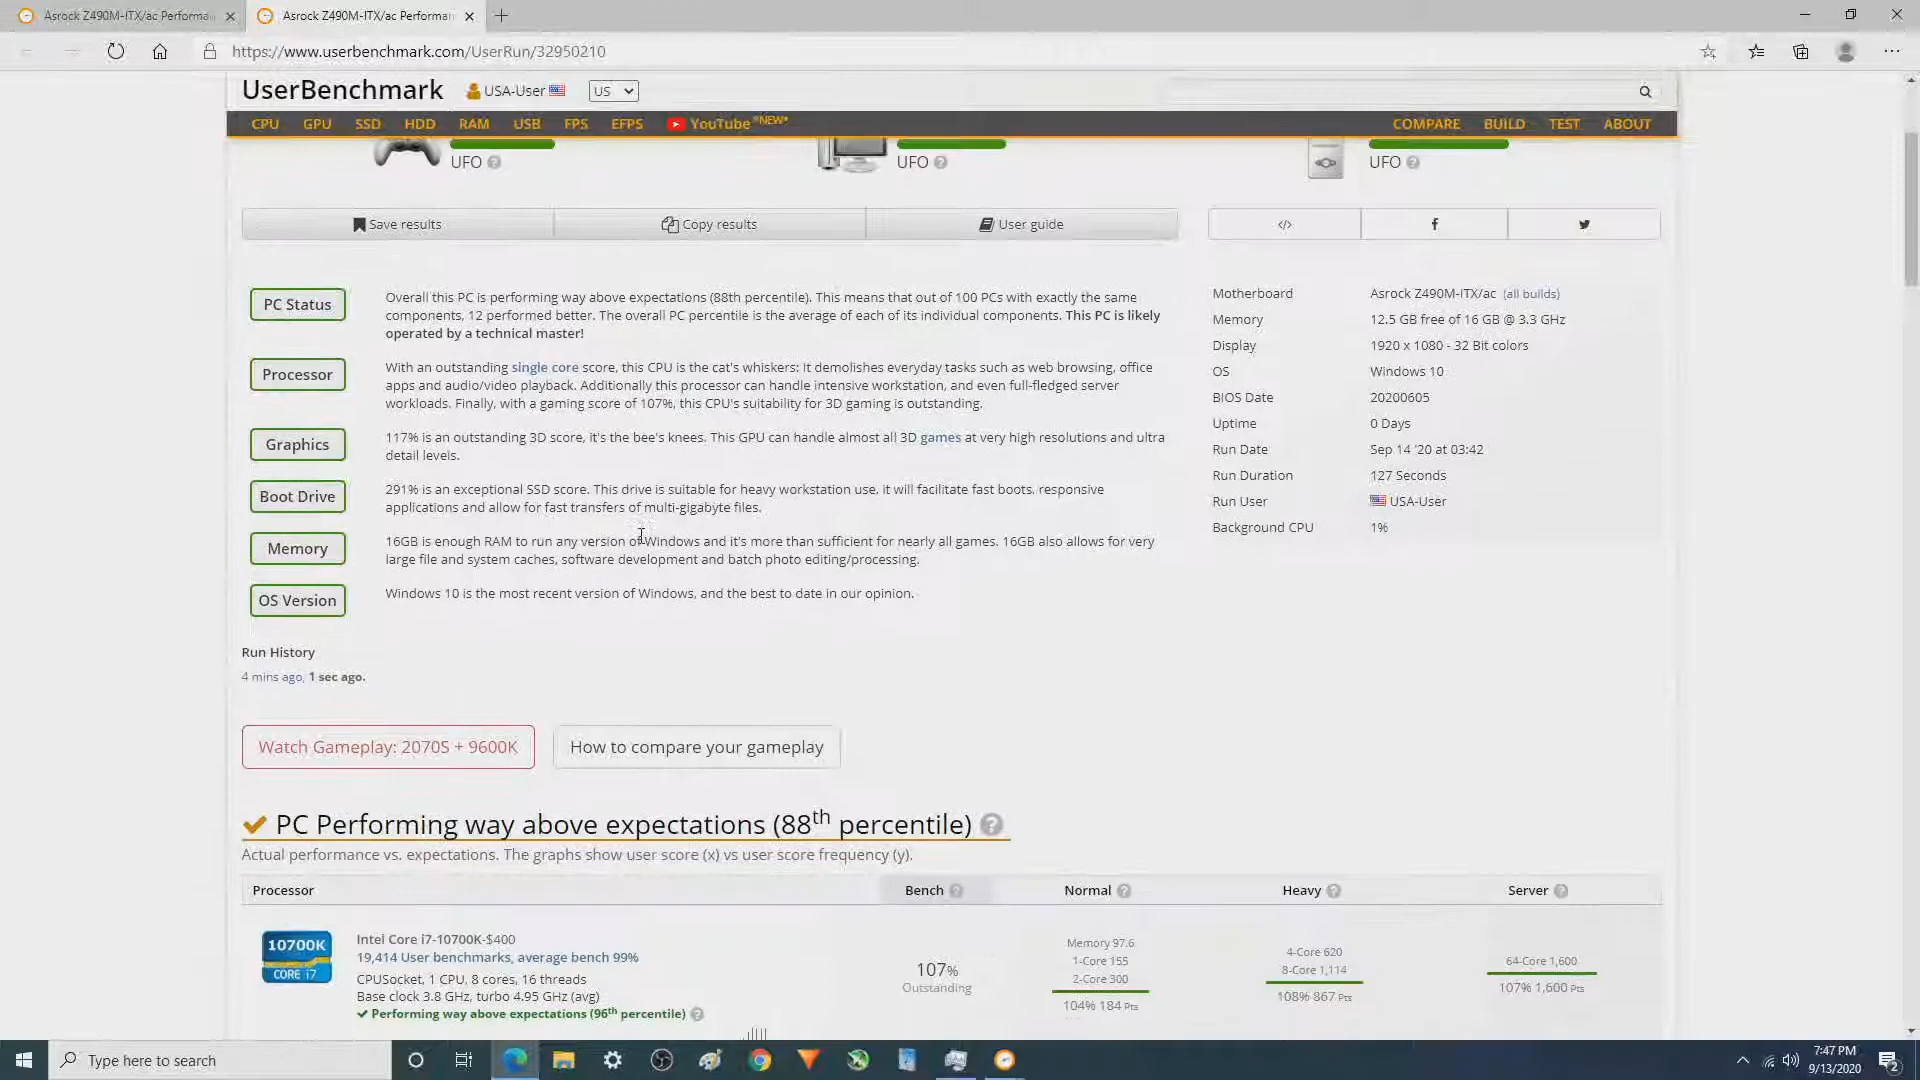 Asrock Z490M-ITX/ac Performa
Asrock Z490M-ITX/ac Performan
https://www.userbenchmark.com/UserRun/32950210
UserBenchmark
USA-User
US
CPU GPU SSD HDD RAM USB FPS EFPS YouTube *NEW*
COMPARE BUILD TEST ABOUT
UFO
UFO
UFO
Save results
Copy results
User guide
</>
PC Status
Overall this PC is performing way above expectations (88th percentile). This means that out of 100 PCs with exactly the same
components, 12 performed better. The overall PC percentile is the average of each of its individual components. This PC is likely
operated by a technical master!
Processor
With an outstanding single core score, this CPU is the cat's whiskers: It demolishes everyday tasks such as web browsing, office
apps and audio/video playback. Additionally this processor can handle intensive workstation, and even full-fledged server
workloads. Finally, with a gaming score of 107%, this CPU's suitability for 3D gaming is outstanding.
Graphics
117% is an outstanding 3D score, it's the bee's knees. This GPU can handle almost all 3D games at very high resolutions and ultra
detail levels.
Boot Drive
291% is an exceptional SSD score. This drive is suitable for heavy workstation use, it will facilitate fast boots, responsive
applications and allow for fast transfers of multi-gigabyte files.
Memory
16GB is enough RAM to run any version of Windows and it's more than sufficient for nearly all games. 16GB also allows for very
large file and system caches, software development and batch photo editing/processing.
OS Version
Windows 10 is the most recent version of Windows, and the best to date in our opinion.
Motherboard Asrock Z490M-ITX/ac (all builds)
Memory 12.5 GB free of 16 GB @ 3.3 GHz
Display 1920 x 1080 - 32 Bit colors
OS Windows 10
BIOS Date 20200605
Uptime 0 Days
Run Date Sep 14 '20 at 03:42
Run Duration 127 Seconds
Run User USA-User
Background CPU 1%
Run History
4 mins ago, 1 sec ago.
Watch Gameplay: 2070S + 9600K
How to compare your gameplay
PC Performing way above expectations (88th percentile)
Actual performance vs. expectations. The graphs show user score (x) vs user score frequency (y).
Processor Bench Normal Heavy Server
10700K
CORE i7
Intel Core i7-10700K-$400
19,414 User benchmarks, average bench 99%
CPUSocket, 1 CPU, 8 cores, 16 threads
Base clock 3.8 GHz, turbo 4.95 GHz (avg)
Performing way above expectations (96th percentile)
107%
Outstanding
Memory 97.6
1-Core 155
2-Core 300
104% 184 Pts
4-Core 620
8-Core 1,114
108% 867 Pts
64-Core 1,600
107% 1,600 Pts
Type here to search
7:47 PM
9/13/2020
2